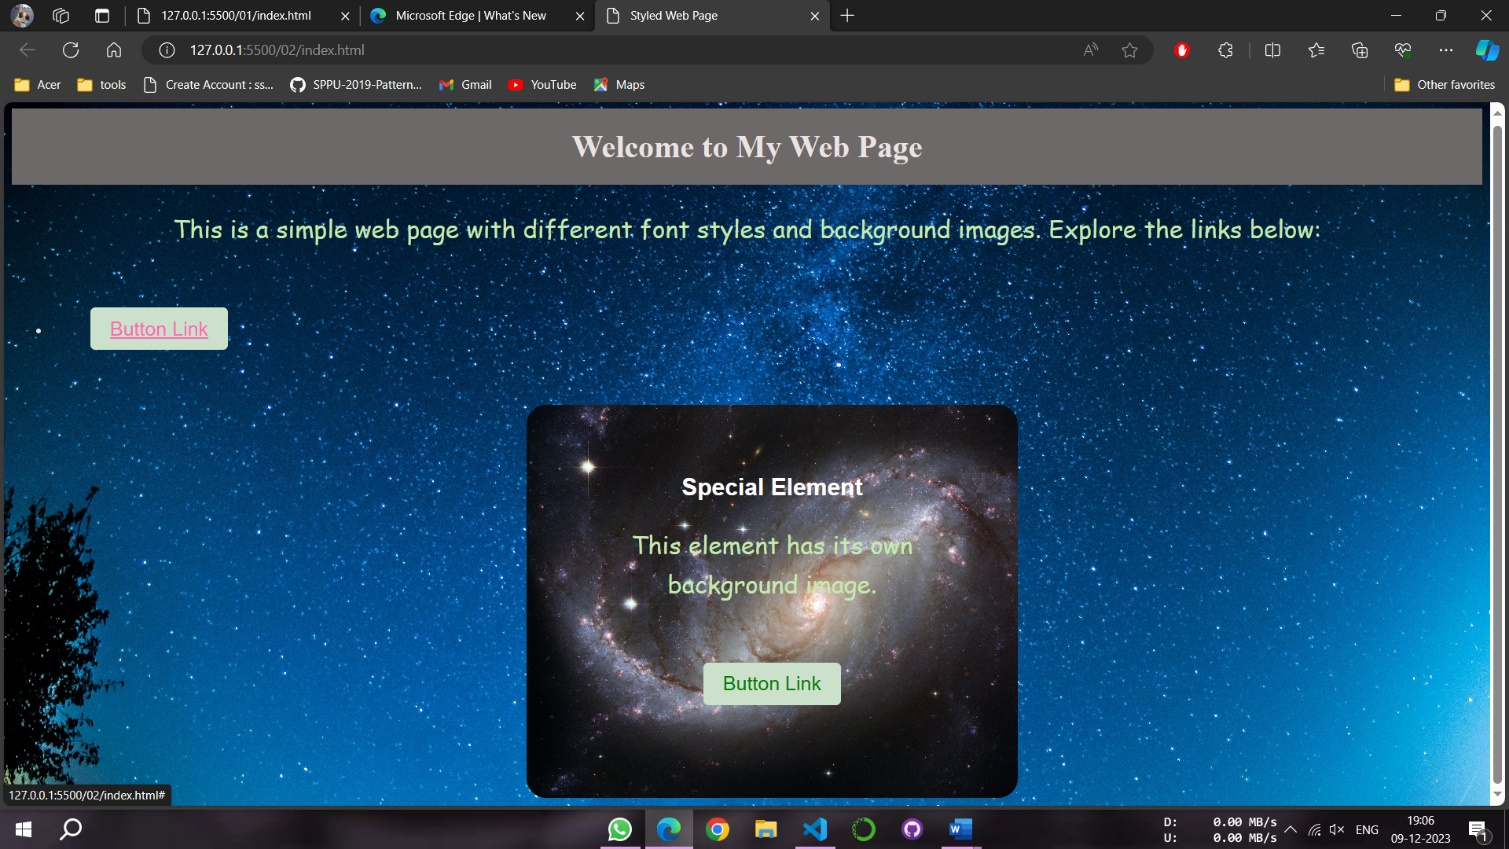 127.0.0.1:5500/01/index.html
Microsoft Edge | What's New
Styled Web Page
127.0.0.1:5500/02/index.html
Acer
tools
Create Account : ss...
SPPU-2019-Pattern...
Gmail
YouTube
Maps
Other favorites
Welcome to My Web Page
This is a simple web page with different font styles and background images. Explore the links below:
Button Link
Special Element
This element has its own
background image.
Button Link
127.0.0.1:5500/02/index.html#
D: 0.00 MB/s
U: 0.00 MB/s
ENG
19:06
09-12-2023
1